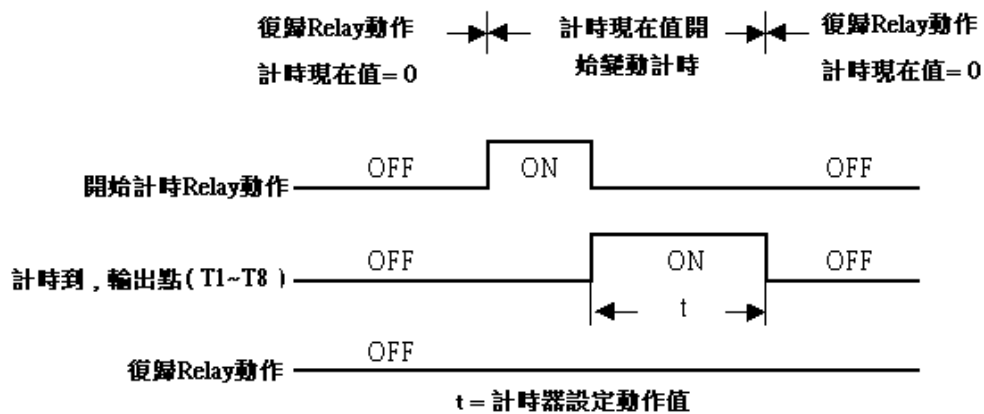 復歸Relay動作
計時現在值= 0
計時現在值開
始變動計時
復歸Relay動作
計時現在值= 0
開始計時Relay動作
OFF
ON
OFF
計時到 , 輸出點( T1~T8 )
OFF
ON
OFF
t
復歸Relay動作
OFF
t = 計時器設定動作值